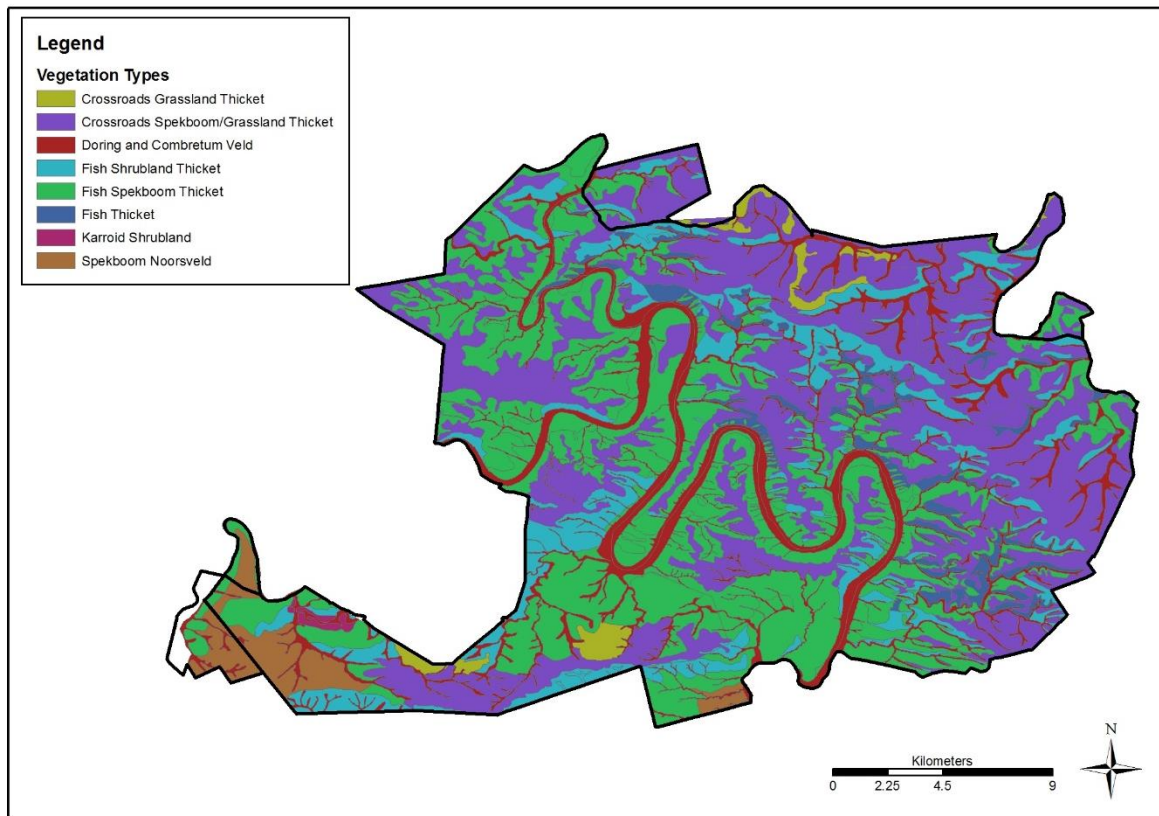 Legend
Vegetation Types
Crossroads Grassland Thicket
Crossroads Spekboom/Grassland Thicket
Doring and Combretum Veld
Fish Shrubland Thicket
Fish Spekboom Thicket
Fish Thicket
Karroid Shrubland
Spekboom Noorsveld
N
Kilometers
0 2.25 4.5 9